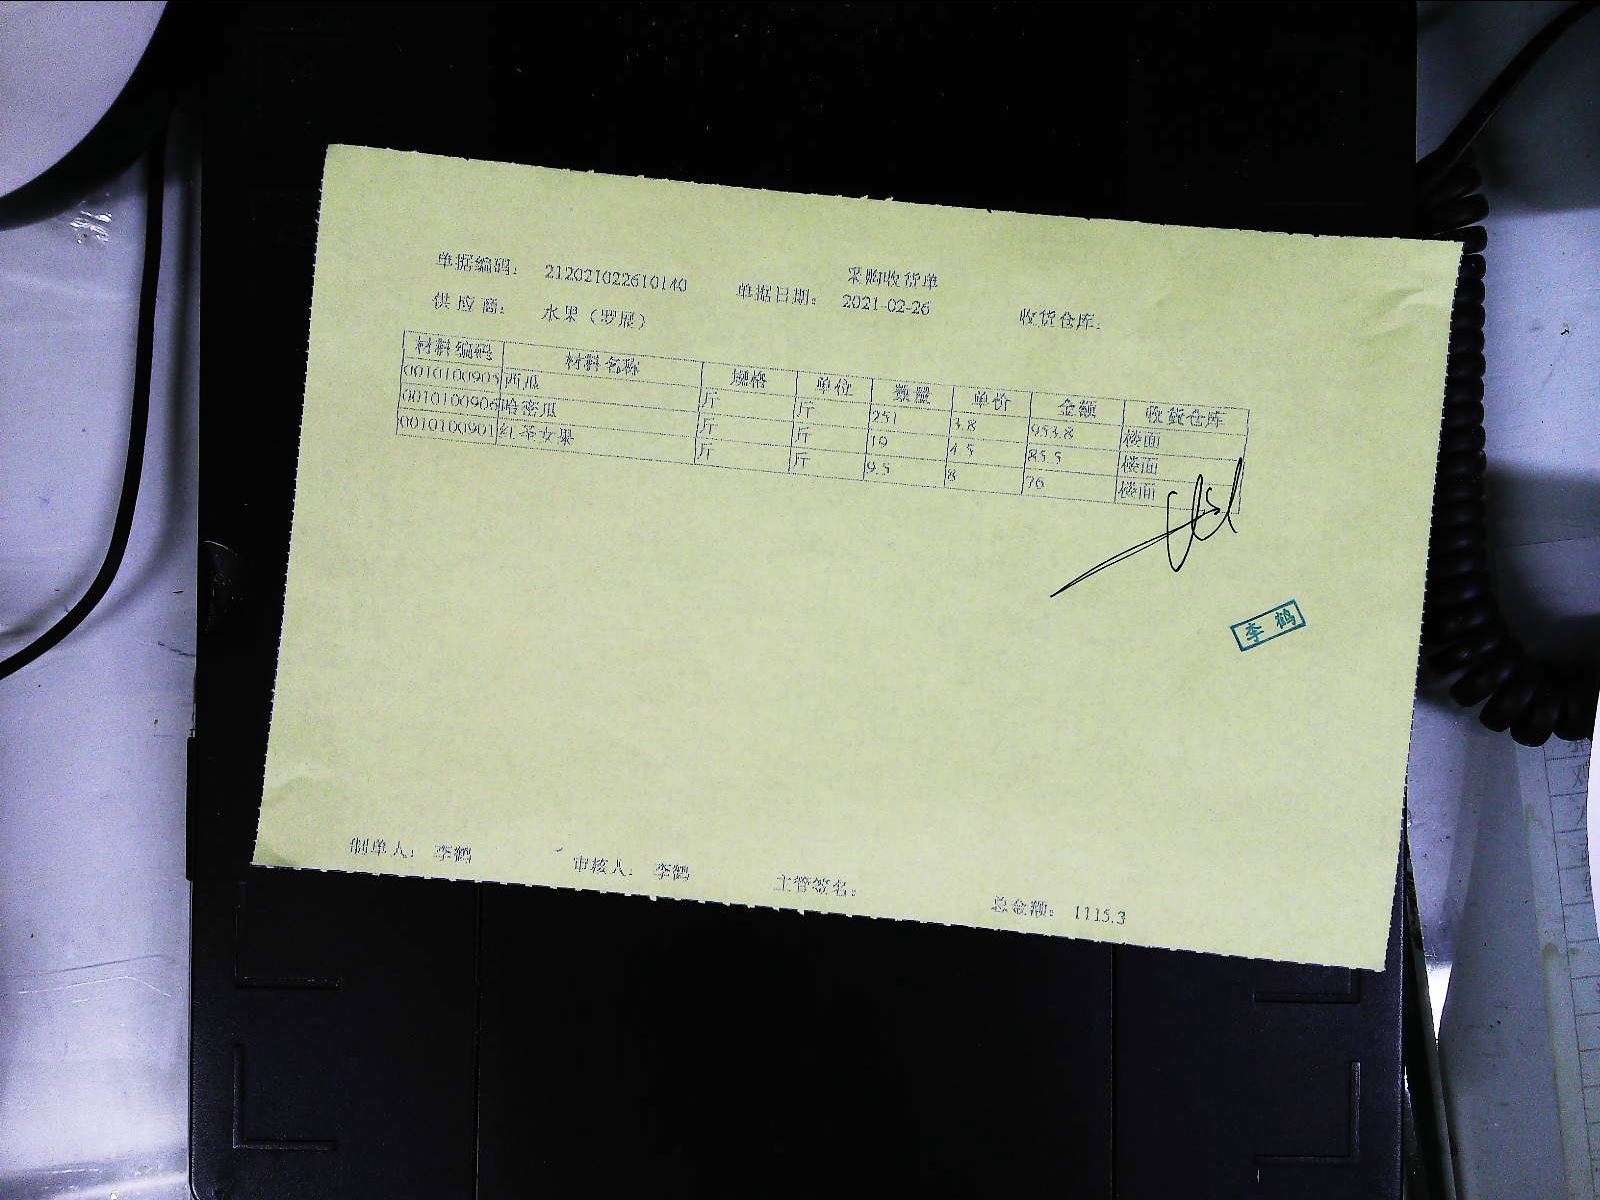 采购收货单
单据编码： 212021022610140 单据日期： 2021-02-26 收货仓库：
供应商： 水果（罗展）
材料编码 材料名称 规格 单位 数量 单价 金额 收货仓库
0010100905 西瓜 斤 斤 251 3.8 953.8 楼面
0010100906 哈密瓜 斤 斤 19 4.5 85.5 楼面
0010100901 红圣女果 斤 斤 9.5 8 76 楼面
李鹤
制单人： 李鹤 审核人： 李鹤 主管签名： 总金额： 1115.3